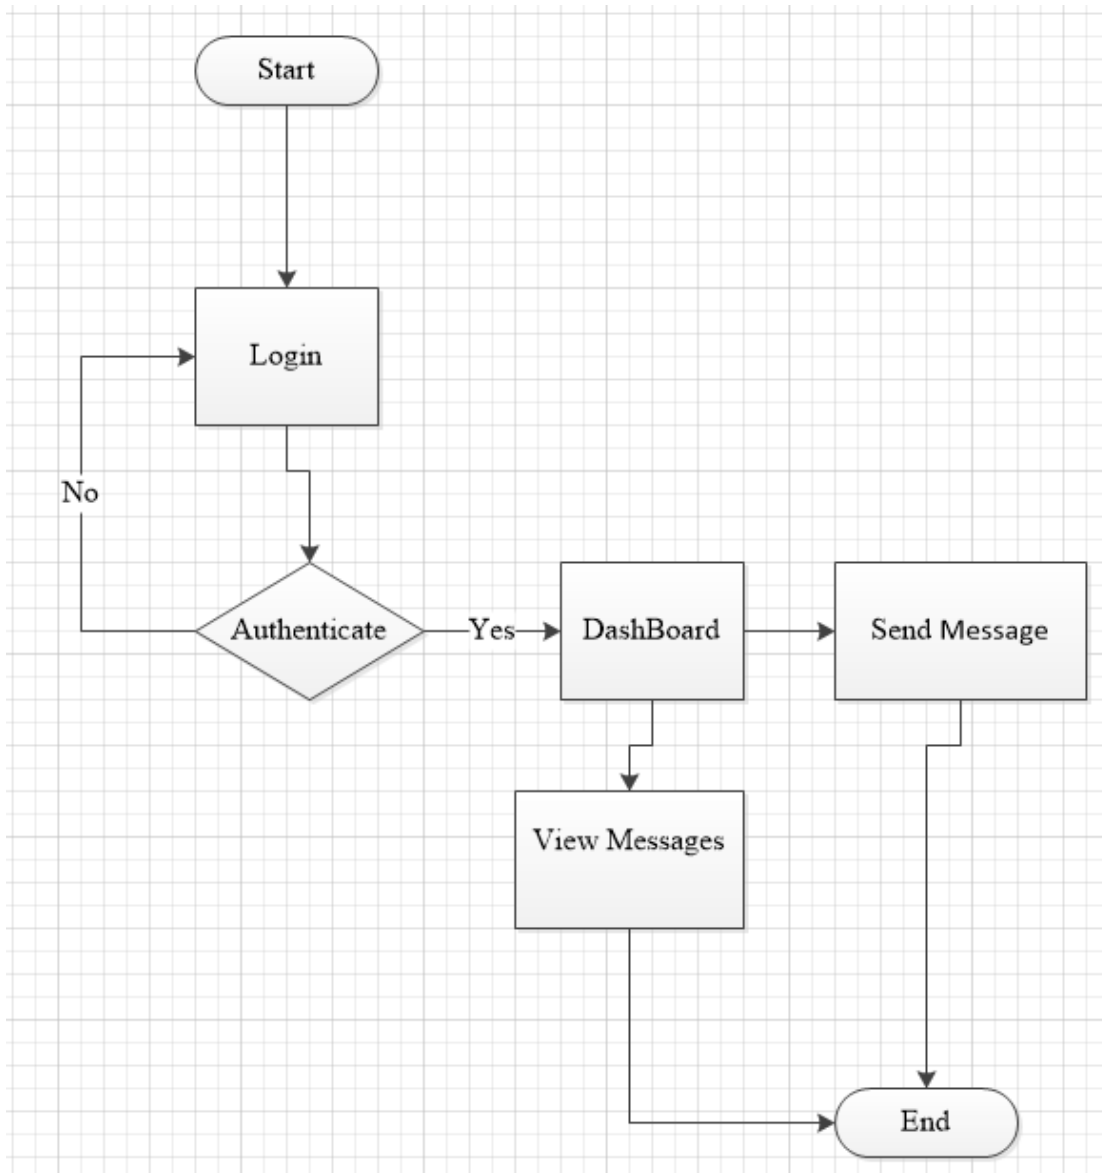 Start
Login
No
Authenticate
Yes
DashBoard
Send Message
View Messages
End